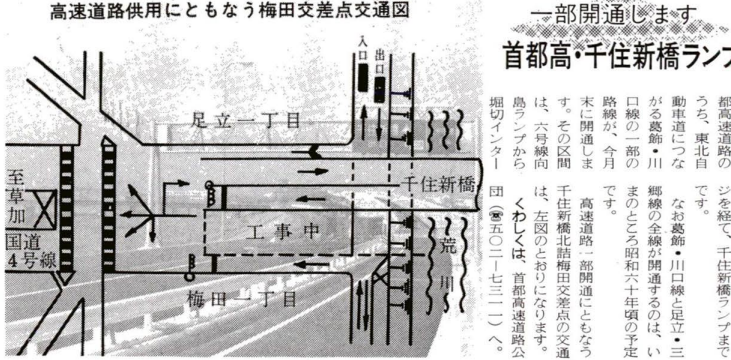 高速道路供用にともなう梅田交差点交通図
入口
出口
足立一丁目
千住新橋
至草加
国道4号線
工事中
荒川
梅田一丁目
一部開通します
首都高・千住新橋ランプ
都高速道路の
うち、東北自
動車道につな
がる葛飾・川
口線の一部の
路線が、今月
末に開通しま
す。その区間
は、六号線向
島ランプから
堀切インター
ジを経て、千住新橋ランプまで
です。
なお葛飾・川口線と足立・三
郷線の全線が開通するのは、い
まのところ昭和六十年頃の予定
です。
高速道路一部開通にともなう
千住新橋北詰梅田交差点の交通
は、左図のとおりになります。
くわしくは、首都高速道路公
団(☎五〇二―七三一一)へ。